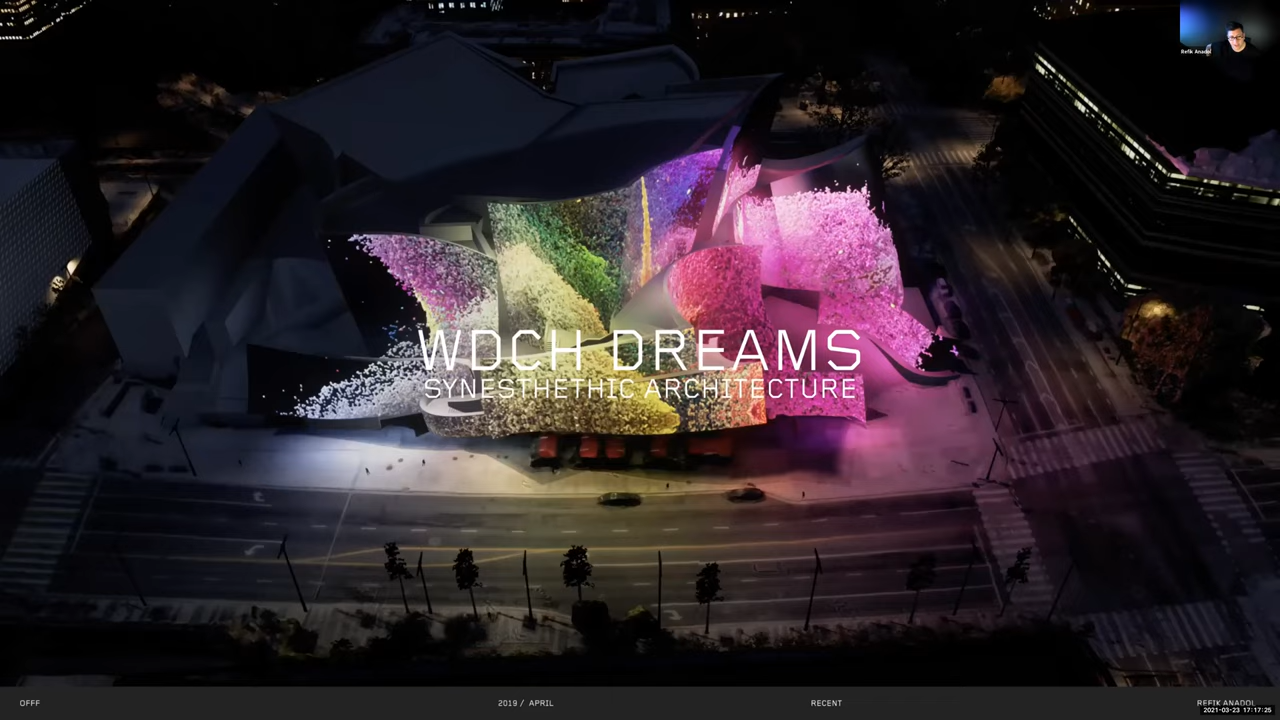 Refik Anadol
WDCH DREAMS
SYNESTHETHIC ARCHITECTURE
OFFF
2019 / APRIL
RECENT
REFIK ANADOL
2021-03-23 17:17:25